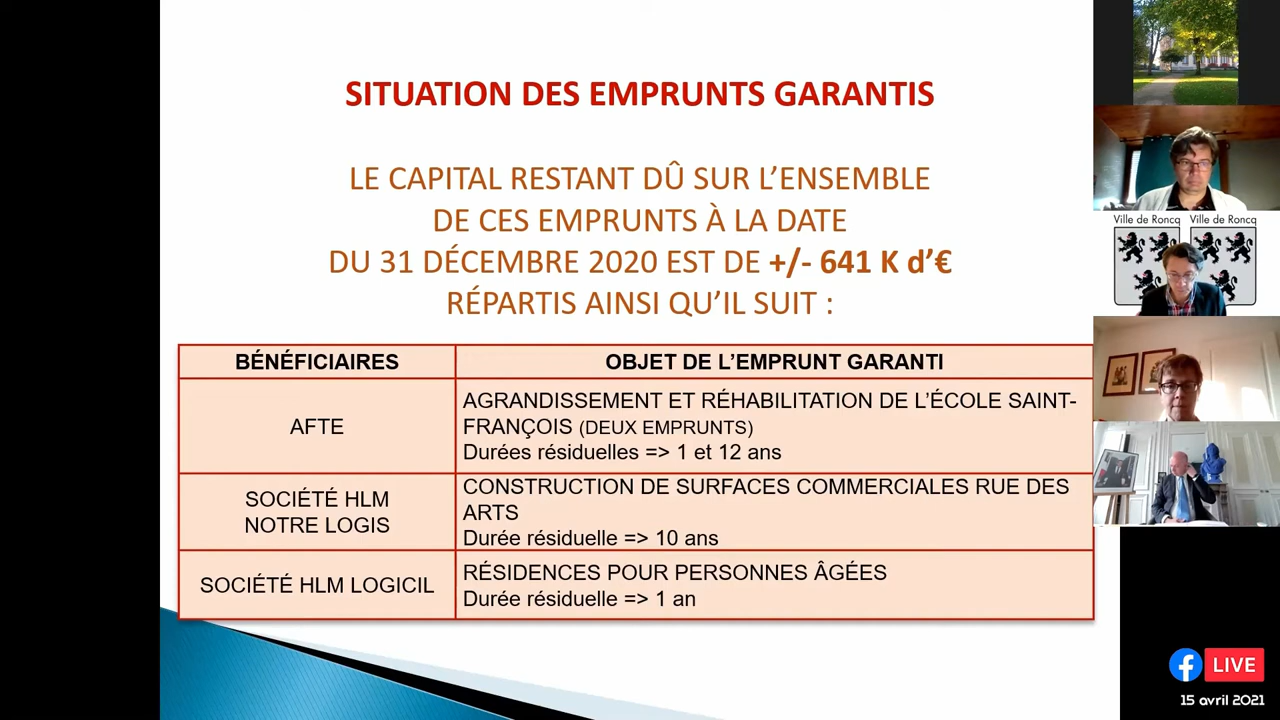 SITUATION DES EMPRUNTS GARANTIS
LE CAPITAL RESTANT DÛ SUR L’ENSEMBLE
DE CES EMPRUNTS À LA DATE
DU 31 DÉCEMBRE 2020 EST DE +/- 641 K d’€
RÉPARTIS AINSI QU’IL SUIT :
BÉNÉFICIAIRES
OBJET DE L’EMPRUNT GARANTI
AFTE
AGRANDISSEMENT ET RÉHABILITATION DE L’ÉCOLE SAINT-
FRANÇOIS (DEUX EMPRUNTS)
Durées résiduelles => 1 et 12 ans
SOCIÉTÉ HLM
NOTRE LOGIS
CONSTRUCTION DE SURFACES COMMERCIALES RUE DES
ARTS
Durée résiduelle => 10 ans
SOCIÉTÉ HLM LOGICIL
RÉSIDENCES POUR PERSONNES ÂGÉES
Durée résiduelle => 1 an
Ville de Roncq Ville de Roncq
LIVE
15 avril 2021